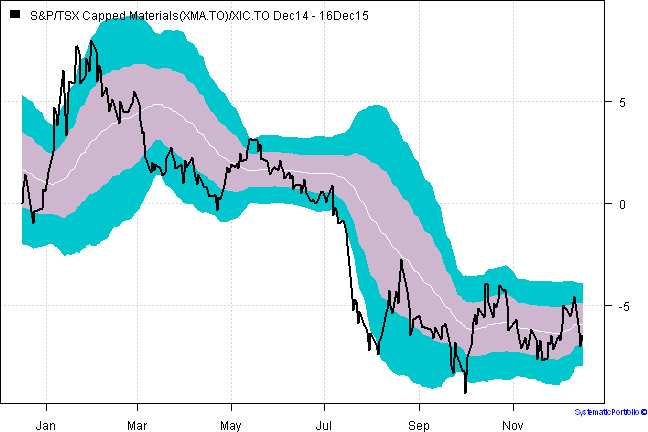 S&P/TSX Capped Materials(XMA.TO)/XIC.TO Dec14 - 16Dec15
5
0
-5
Jan Mar May Jul Sep Nov
SystematicPortfolio ©